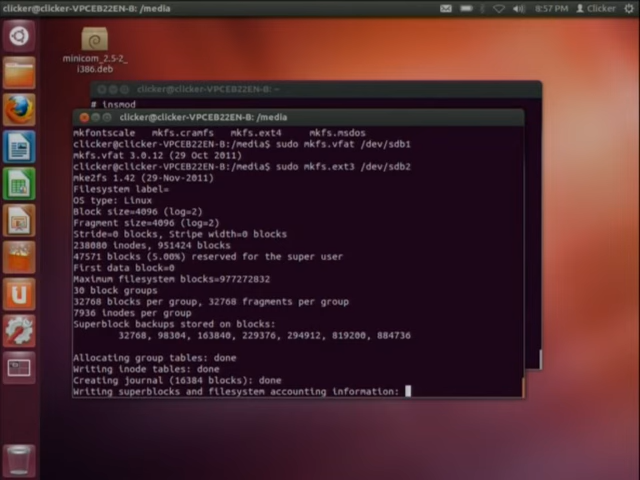 clicker@clicker-VPCEB22EN-B: /media
8:57 PM
Clicker
minicom_2.5-2_
i386.deb
clicker@clicker-VPCEB22EN-B: ~
# insmod
clicker@clicker-VPCEB22EN-B: /media
mkfontscale mkfs.cramfs mkfs.ext4 mkfs.msdos
clicker@clicker-VPCEB22EN-B:/media$ sudo mkfs.vfat /dev/sdb1
mkfs.vfat 3.0.12 (29 Oct 2011)
clicker@clicker-VPCEB22EN-B:/media$ sudo mkfs.ext3 /dev/sdb2
mke2fs 1.42 (29-Nov-2011)
Filesystem label=
OS type: Linux
Block size=4096 (log=2)
Fragment size=4096 (log=2)
Stride=0 blocks, Stripe width=0 blocks
238080 inodes, 951424 blocks
47571 blocks (5.00%) reserved for the super user
First data block=0
Maximum filesystem blocks=977272832
30 block groups
32768 blocks per group, 32768 fragments per group
7936 inodes per group
Superblock backups stored on blocks:
32768, 98304, 163840, 229376, 294912, 819200, 884736
Allocating group tables: done
Writing inode tables: done
Creating journal (16384 blocks): done
Writing superblocks and filesystem accounting information: